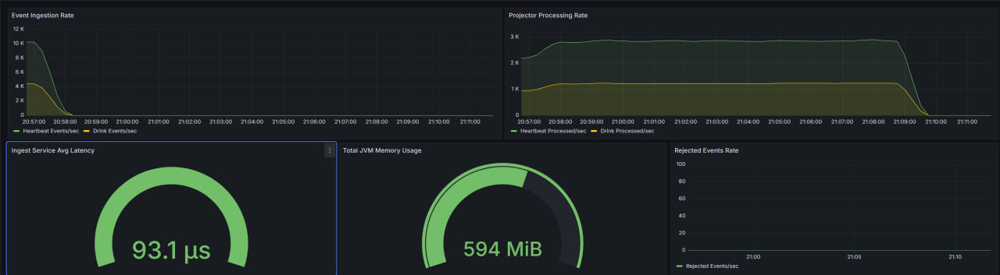 Event Ingestion Rate
12 K
10 K
8 K
6 K
4 K
2 K
0
20:57:00 20:58:00 20:59:00 21:00:00 21:01:00 21:02:00 21:03:00 21:04:00 21:05:00 21:06:00 21:07:00 21:08:00 21:09:00 21:10:00 21:11:00
Heartbeat Events/sec Drink Events/sec
Projector Processing Rate
3 K
2 K
1 K
0
20:57:00 20:58:00 20:59:00 21:00:00 21:01:00 21:02:00 21:03:00 21:04:00 21:05:00 21:06:00 21:07:00 21:08:00 21:09:00 21:10:00 21:11:00
Heartbeat Processed/sec Drink Processed/sec
Ingest Service Avg Latency
93.1 µs
Total JVM Memory Usage
594 MiB
Rejected Events Rate
100
80
60
40
20
0
21:00 21:05 21:10
Rejected Events/sec